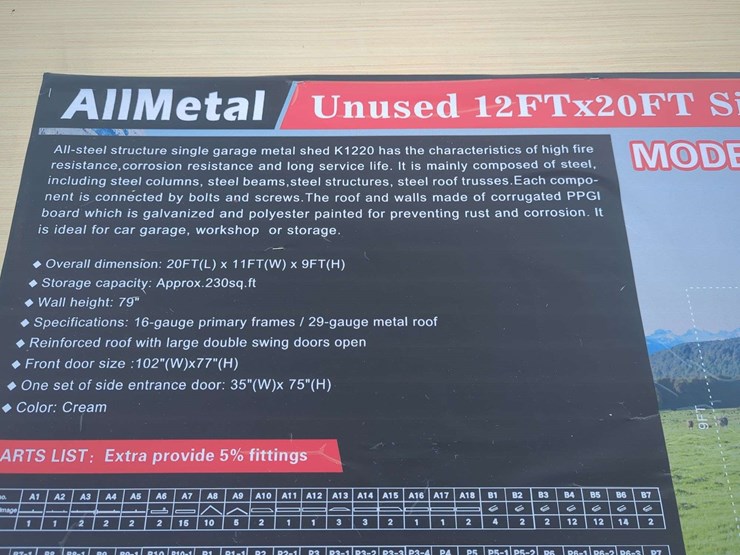 AllMetal
Unused 12FTx20FT Si
All-steel structure single garage metal shed K1220 has the characteristics of high fire
resistance,corrosion resistance and long service life. It is mainly composed of steel,
including steel columns, steel beams,steel structures, steel roof trusses.Each compo-
nent is connected by bolts and screws.The roof and walls made of corrugated PPGI
board which is galvanized and polyester painted for preventing rust and corrosion. It
is ideal for car garage, workshop or storage.
MODE
◆ Overall dimension: 20FT(L) x 11FT(W) x 9FT(H)
◆ Storage capacity: Approx.230sq.ft
◆ Wall height: 79"
◆ Specifications: 16-gauge primary frames / 29-gauge metal roof
◆ Reinforced roof with large double swing doors open
◆ Front door size :102"(W)x77"(H)
◆ One set of side entrance door: 35"(W)x 75"(H)
◆ Color: Cream
9FT
ARTS LIST: Extra provide 5% fittings
no. A1 A2 A3 A4 A5 A6 A7 A8 A9 A10 A11 A12 A13 A14 A15 A16 A17 A18 B1 B2 B3 B4 B5 B6 B7
Image
1 1 2 2 2 2 15 10 5 2 1 1 3 3 2 1 1 2 4 2 2 12 12 14 2